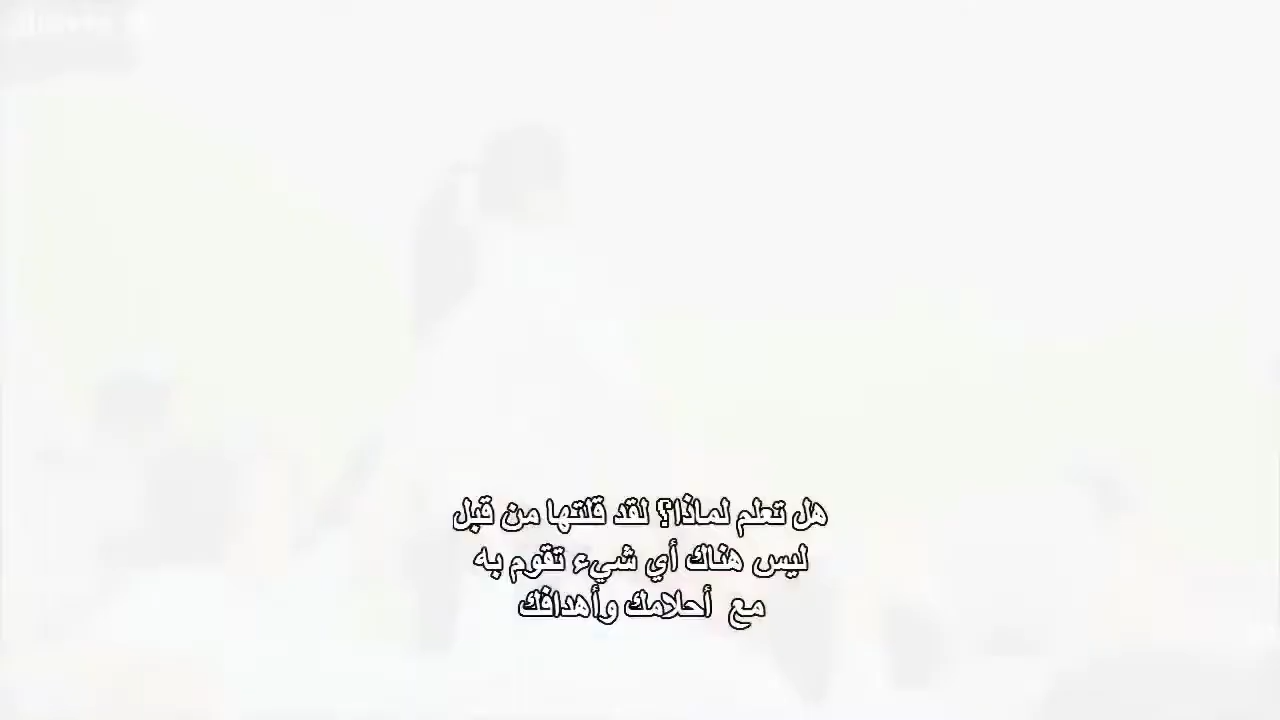 هل تعلم لماذا؟ لقد قلتها من قبل
ليس هناك أي شيء تقوم به
مع أحلامك وأهدافك